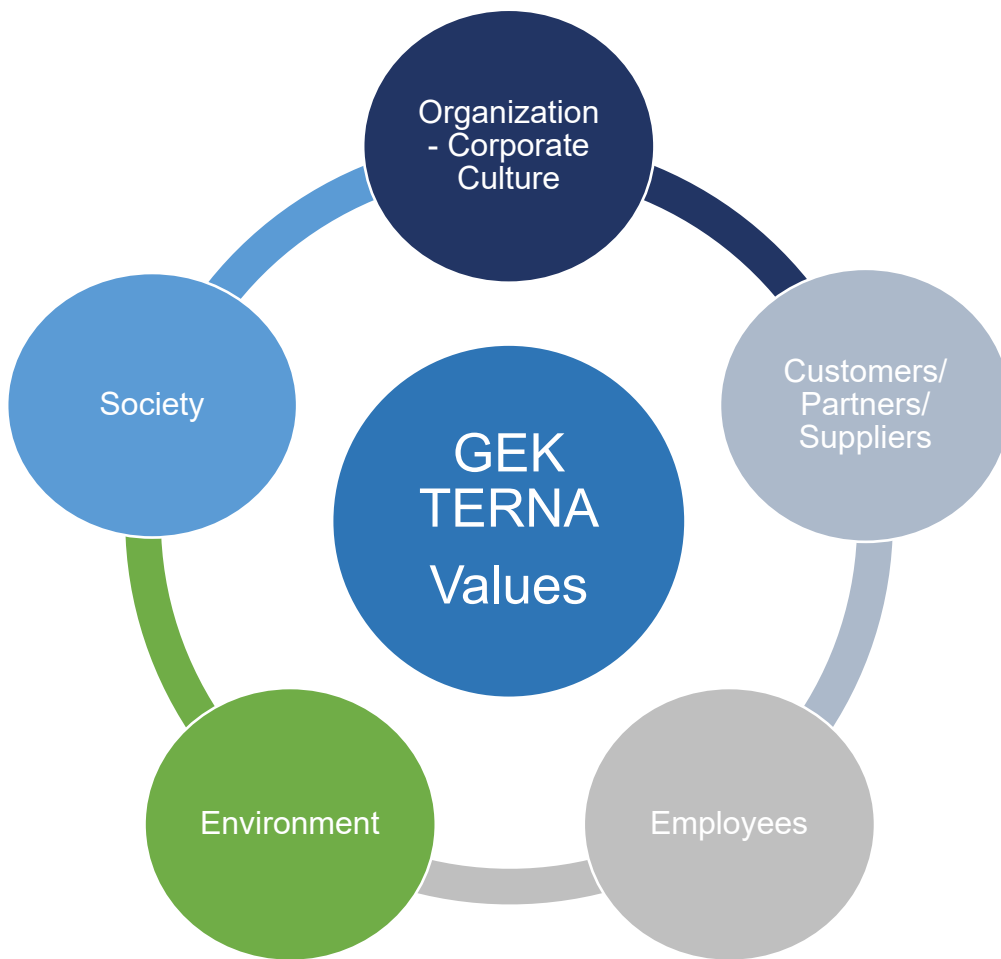 Organization
- Corporate
Culture
Customers/
Partners/
Suppliers
Employees
Environment
Society
GEK
TERNA
Values